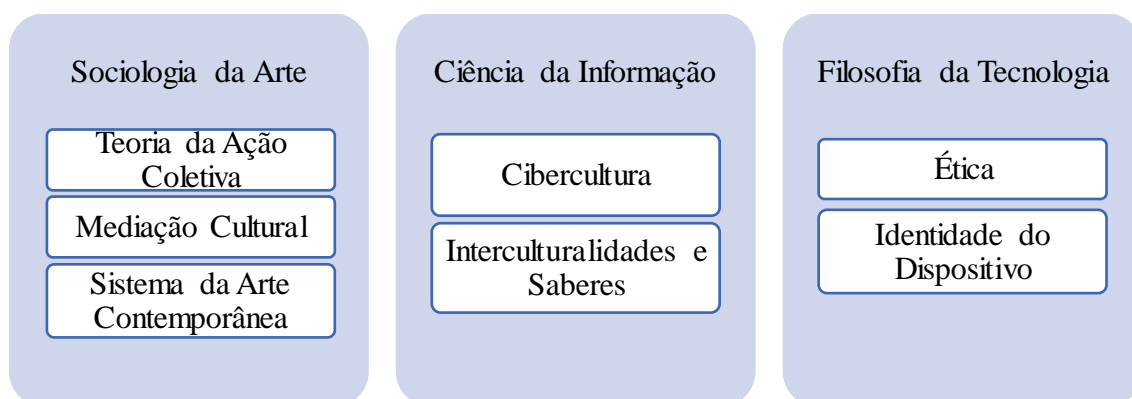 Sociologia da Arte
Teoria da Ação
Coletiva
Mediação Cultural
Sistema da Arte
Contemporânea
Ciência da Informação
Cibercultura
Interculturalidades e
Saberes
Filosofia da Tecnologia
Ética
Identidade do
Dispositivo